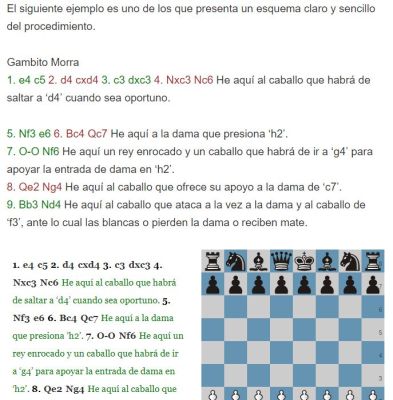 El siguiente ejemplo es uno de los que presenta un esquema claro y sencillo
del procedimiento.
Gambito Morra
1. e4 c5 2. d4 cxd4 3. c3 dxc3 4. Nxc3 Nc6 He aquí al caballo que habrá de
saltar a ‘d4’ cuando sea oportuno.
5. Nf3 e6 6. Bc4 Qc7 He aquí a la dama que presiona ‘h2’.
7. O-O Nf6 He aquí un rey enrocado y un caballo que habrá de ir a ‘g4’ para
apoyar la entrada de dama en ‘h2’.
8. Qe2 Ng4 He aquí al caballo que ofrece su apoyo a la dama de ‘c7’.
9. Bb3 Nd4 He aquí al caballo que ataca a la vez a la dama y al caballo de
‘f3’, ante lo cual las blancas o pierden la dama o reciben mate.
1. e4 c5 2. d4 cxd4 3. c3 dxc3 4.
Nxc3 Nc6 He aquí al caballo que habrá
de saltar a ‘d4’ cuando sea oportuno. 5.
Nf3 e6 6. Bc4 Qc7 He aquí a la dama
que presiona ‘h2’. 7. O-O Nf6 He aquí un
rey enrocado y un caballo que habrá de ir
a ‘g4’ para apoyar la entrada de dama en
‘h2’. 8. Qe2 Ng4 He aquí al caballo que
7
6
5
4
3